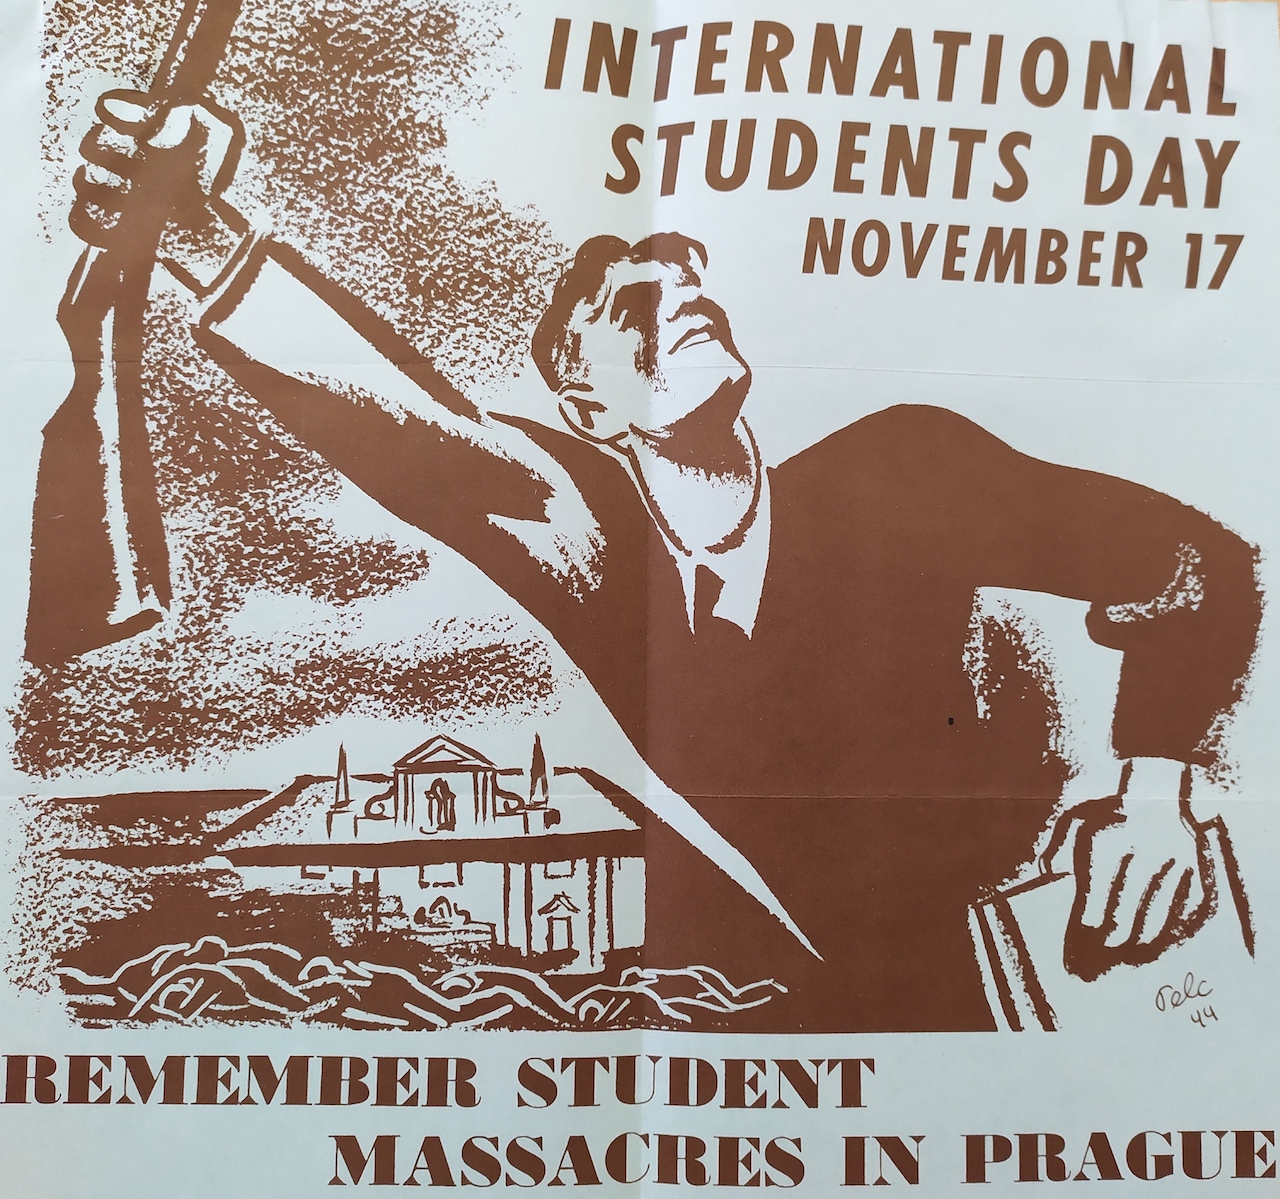 INTERNATIONAL
STUDENTS DAY
NOVEMBER 17
Pelc
44
REMEMBER STUDENT
MASSACRES IN PRAGUE